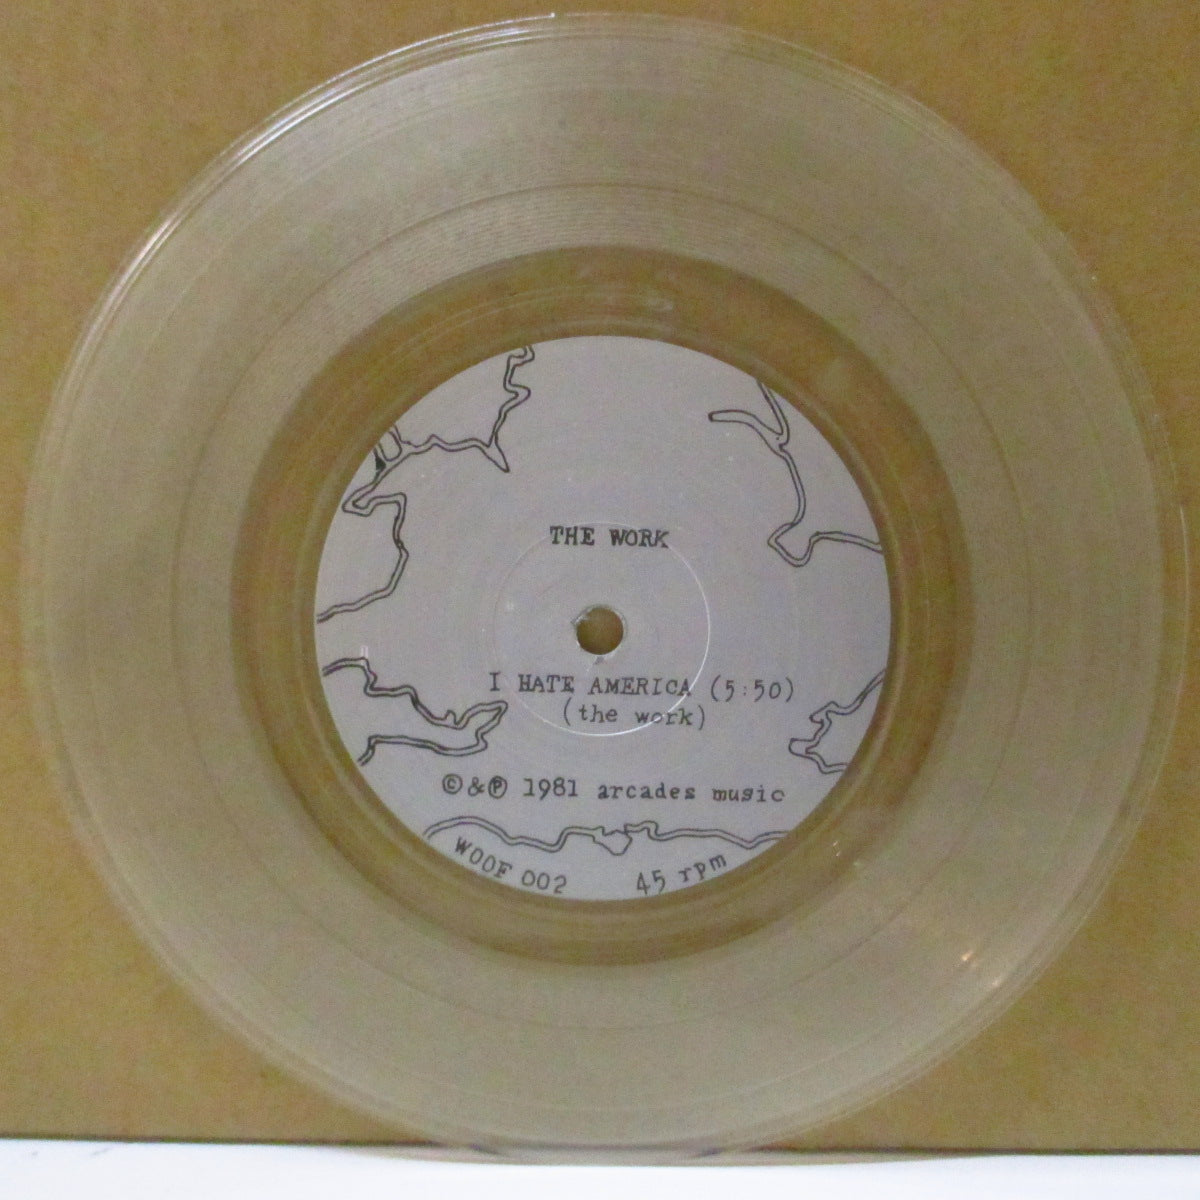 THE WORK
I HATE AMERICA (5:50)
(the work)
©&℗ 1981 arcades music
WOOF 002 45 rpm